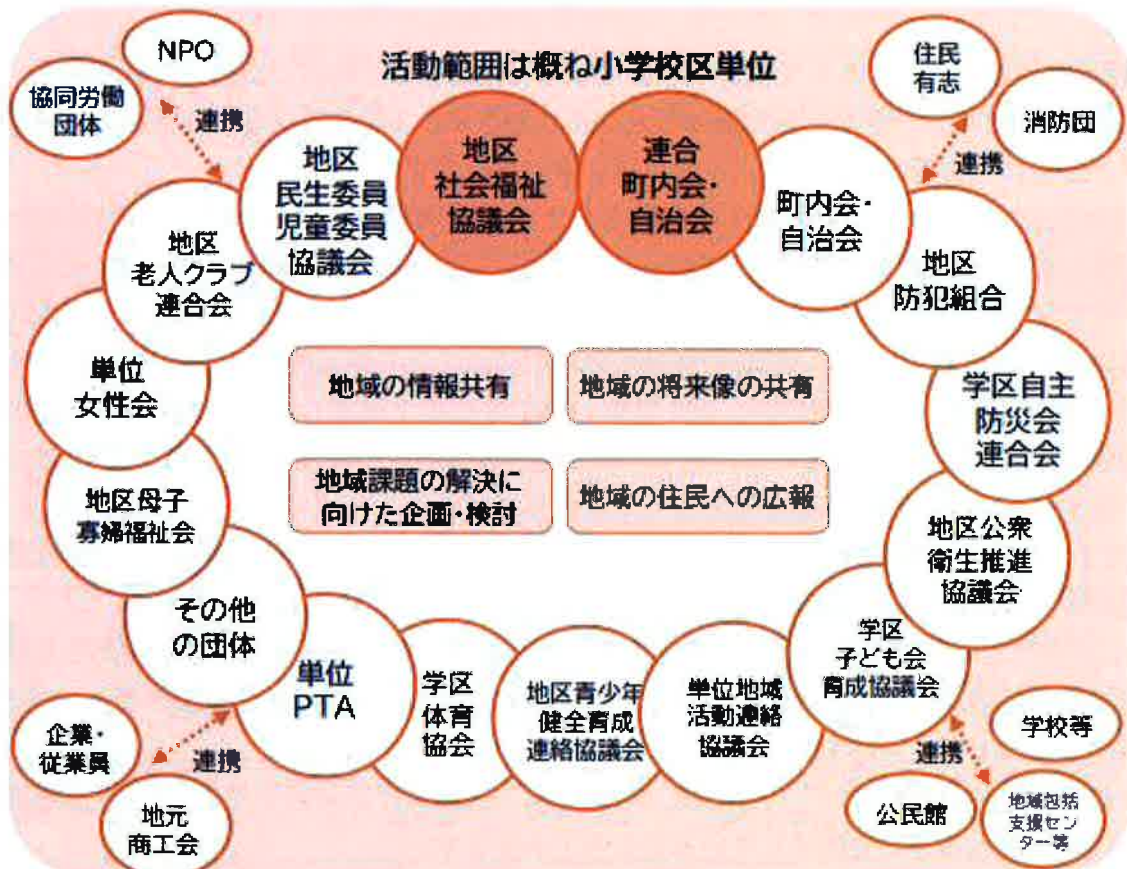 活動範囲は概ね小学校区単位
NPO
協同労働
団体
連携
住民
有志
消防団
連携
地区
社会福祉
協議会
連合
町内会・
自治会
町内会・
自治会
地区
防犯組合
学区自主
防災会
連合会
地区公衆
衛生推進
協議会
学区
子ども会
育成協議会
単位地域
活動連絡
協議会
地区青少年
健全育成
連絡協議会
学区
体育
協会
単位
PTA
その他
の団体
地区母子
寡婦福祉会
単位
女性会
地区
老人クラブ
連合会
地区
民生委員
児童委員
協議会
地域の情報共有
地域の将来像の共有
地域課題の解決に
向けた企画・検討
地域の住民への広報
企業・
従業員
連携
地元
商工会
学校等
連携
公民館
地域包括
支援セン
ター等